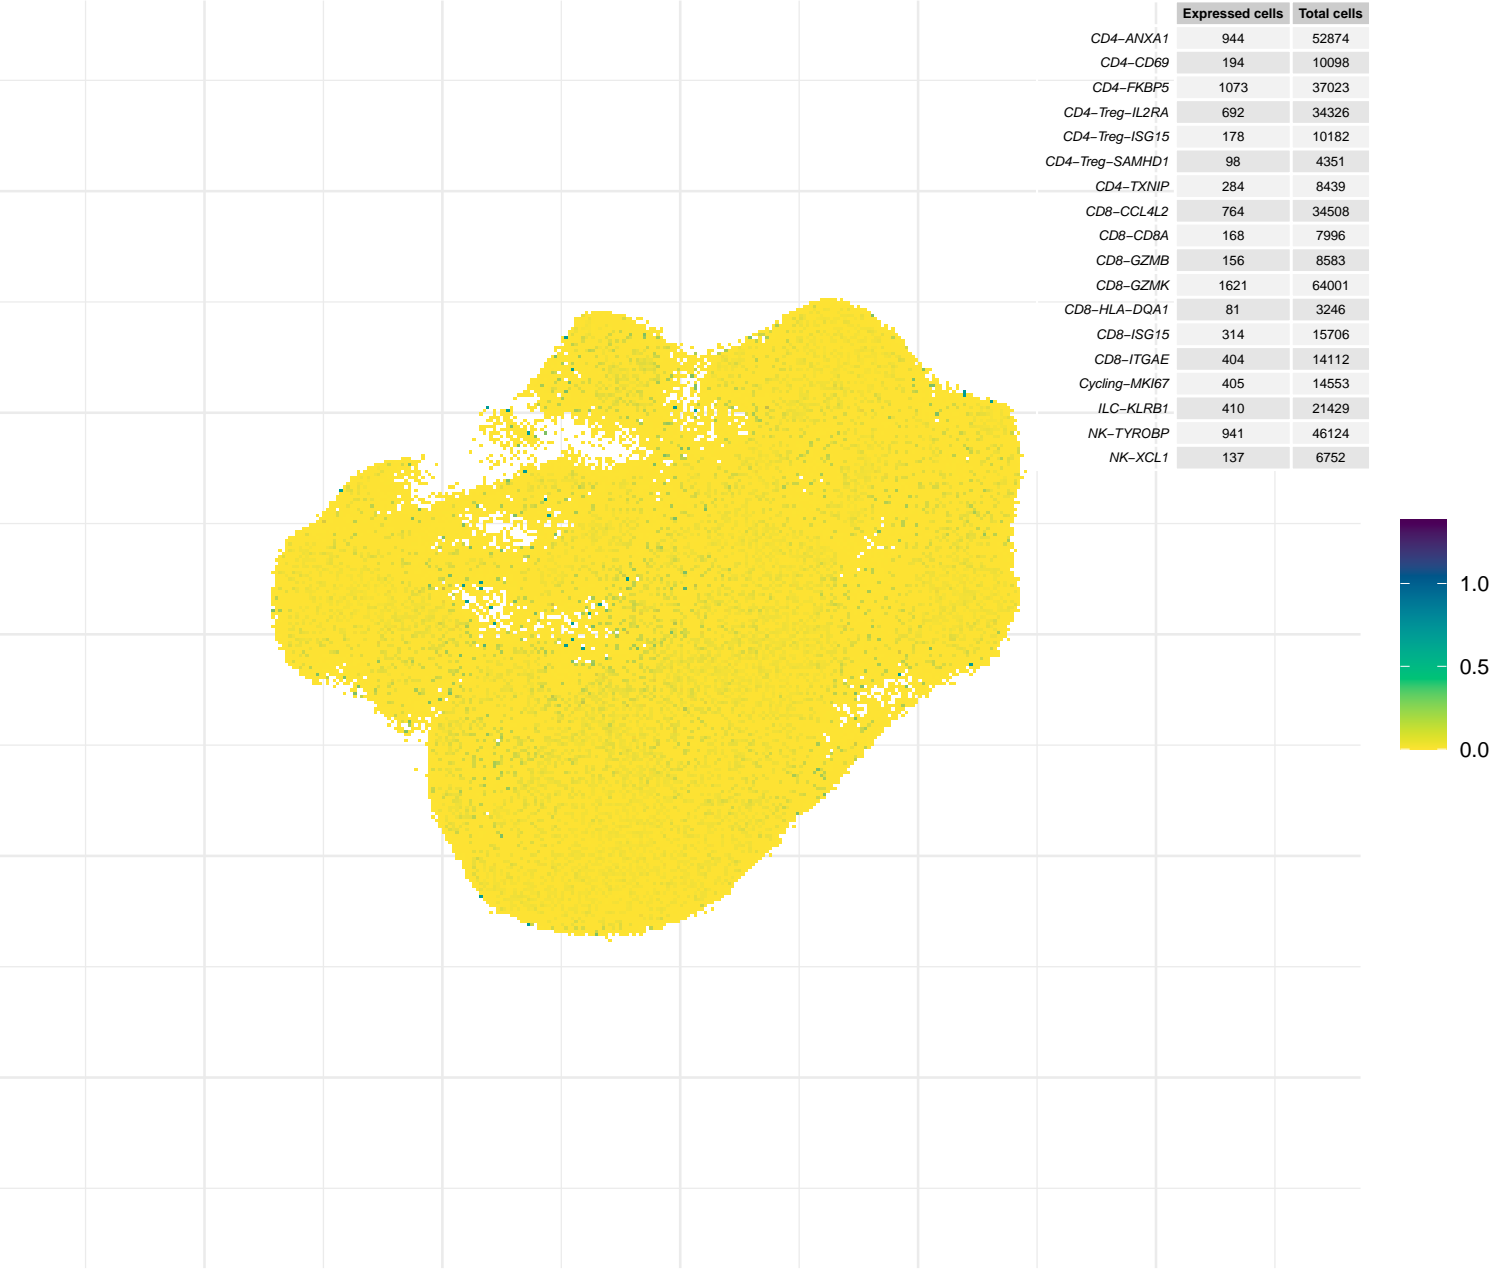 Expressed cells Total cells
CD4−ANXA1 944 52874
CD4−CD69 194 10098
CD4−FKBP5 1073 37023
CD4−Treg−IL2RA 692 34326
CD4−Treg−ISG15 178 10182
CD4−Treg−SAMHD1 98 4351
CD4−TXNIP 284 8439
CD8−CCL4L2 764 34508
CD8−CD8A 168 7996
CD8−GZMB 156 8583
CD8−GZMK 1621 64001
CD8−HLA−DQA1 81 3246
CD8−ISG15 314 15706
CD8−ITGAE 404 14112
Cycling−MKI67 405 14553
ILC−KLRB1 410 21429
NK−TYROBP 941 46124
NK−XCL1 137 6752
1.0
0.5
0.0